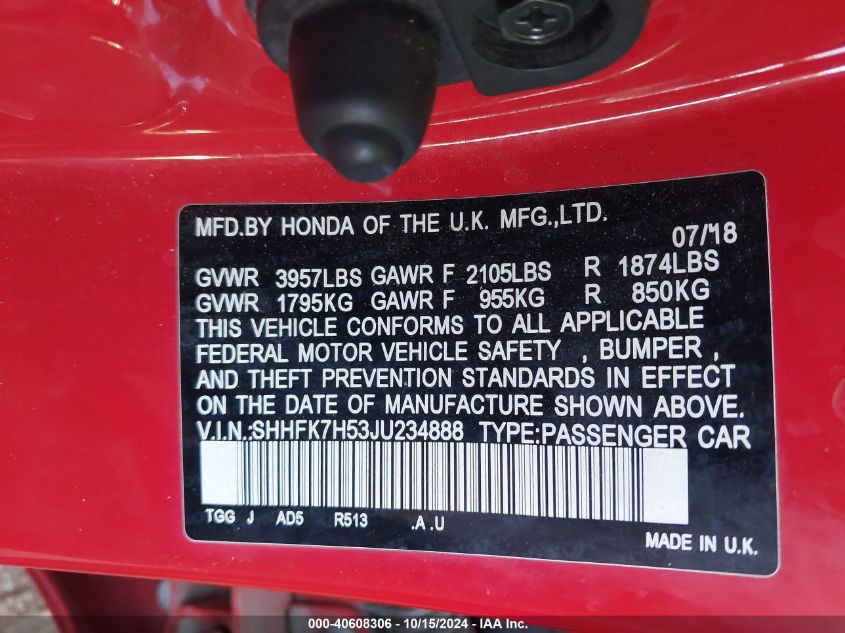 MFD.BY HONDA OF THE U.K. MFG.,LTD.
07/18
GVWR 3957LBS GAWR F 2105LBS R 1874LBS
GVWR 1795KG GAWR F 955KG R 850KG
THIS VEHICLE CONFORMS TO ALL APPLICABLE
FEDERAL MOTOR VEHICLE SAFETY , BUMPER ,
AND THEFT PREVENTION STANDARDS IN EFFECT
ON THE DATE OF MANUFACTURE SHOWN ABOVE.
V.I.N.:SHHFK7H53JU234888 TYPE:PASSENGER CAR
TGG J AD5 R513 .A .U
MADE IN U.K.
000-40608306 / 10/15/2024 - IAA Inc.